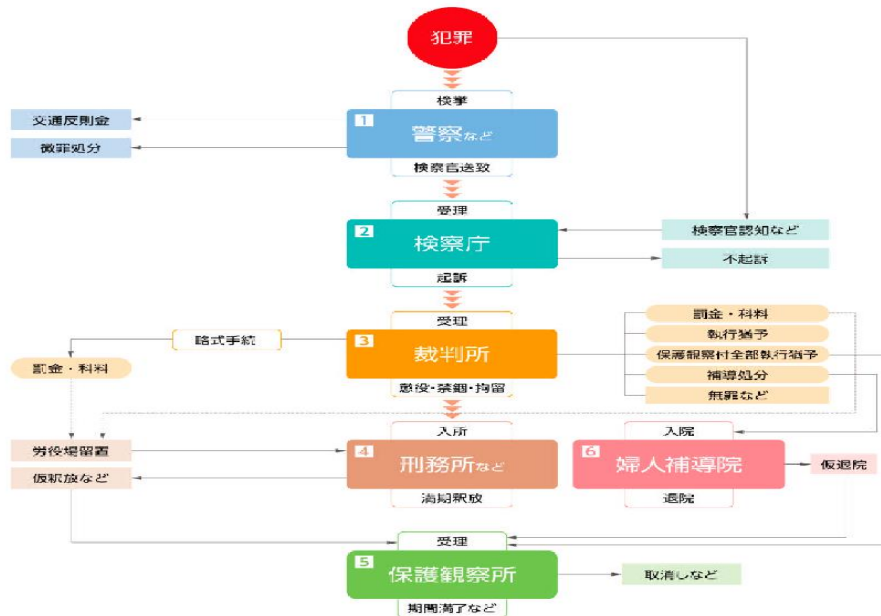 犯罪
検挙
1 警察など
交通反則金
微罪処分
検察官送致
受理
2 検察庁
検察官認知など
不起訴
起訴
受理
3 裁判所
略式手続
罰金・科料
罰金・科料
執行猶予
保護観察付全部執行猶予
補導処分
無罪など
懲役・禁錮・拘留
労役場留置
仮釈放など
入所
4 刑務所など
満期釈放
入院
6 婦人補導院
仮退院
退院
受理
5 保護観察所
取消しなど
期間満了など